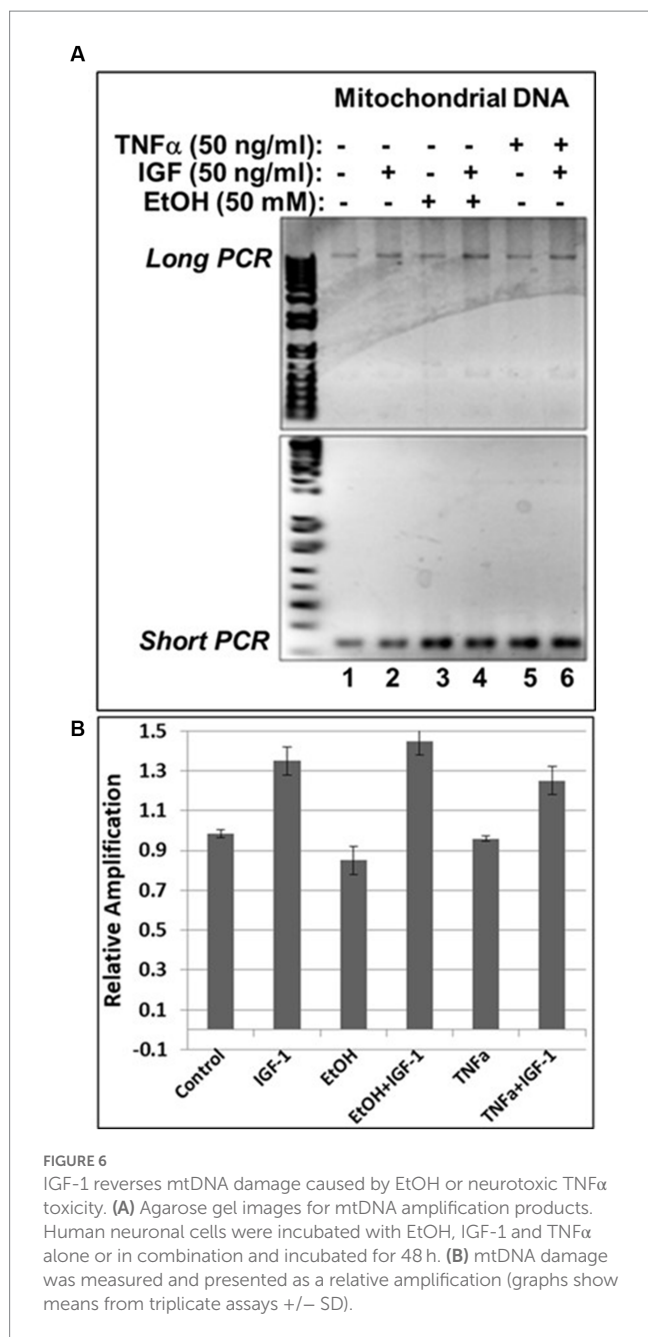 A
Mitochondrial DNA
TNFα (50 ng/ml): - - - - + +
IGF (50 ng/ml): - + - + - +
EtOH (50 mM): - - + + - -
Long PCR
Short PCR
1 2 3 4 5 6
B
Relative Amplification
1.5
1.3
1.1
0.9
0.7
0.5
0.3
0.1
-0.1
Control IGF-1 EtOH EtOH+IGF-1 TNFa TNFa+IGF-1
FIGURE 6
IGF-1 reverses mtDNA damage caused by EtOH or neurotoxic TNFα
toxicity. (A) Agarose gel images for mtDNA amplification products.
Human neuronal cells were incubated with EtOH, IGF-1 and TNFα
alone or in combination and incubated for 48 h. (B) mtDNA damage
was measured and presented as a relative amplification (graphs show
means from triplicate assays +/− SD).